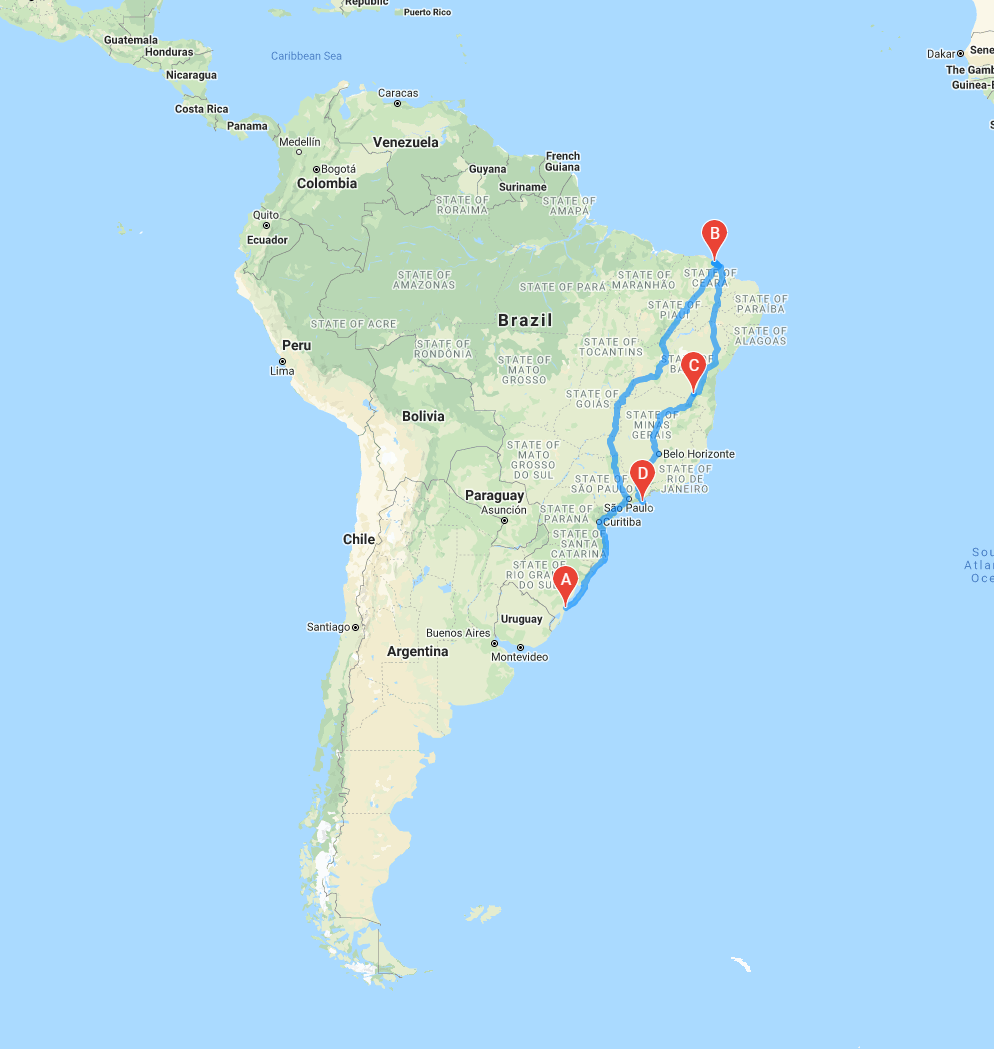 Republic
Puerto Rico
Guatemala
Honduras
Caribbean Sea
Nicaragua
Costa Rica
Panama
Dakar
Sene
The Gamb
Guinea-B
S
Caracas
Medellín
Venezuela
Bogotá
Colombia
Guyana
Suriname
French
Guiana
STATE OF
RORAIMA
STATE OF
AMAPÁ
Quito
Ecuador
B
STATE OF
AMAZONAS
STATE OF PARÁ
STATE OF
MARANHÃO
STATE OF
CEARÁ
STATE OF
PIAUÍ
STATE OF
PARAÍBA
STATE OF ACRE
Brazil
STATE OF
ALAGOAS
Peru
Lima
STATE OF
RONDÔNIA
STATE OF
TOCANTINS
STATE OF
MATO
GROSSO
STATE OF
BA
C
STATE OF
GOIÁS
Bolivia
STATE OF
MINAS
GERAIS
STATE OF
MATO
GROSSO
DO SUL
Belo Horizonte
D
STATE OF
RIO DE
JANEIRO
STATE OF
SÃO PAULO
São Paulo
Paraguay
Asunción
STATE OF
PARANÁ
Curitiba
Chile
STATE OF
SANTA
CATARINA
STATE OF
RIO GRA
DO SUL
A
Uruguay
Santiago
Buenos Aires
Argentina
Montevideo
Sou
Atlan
Oce